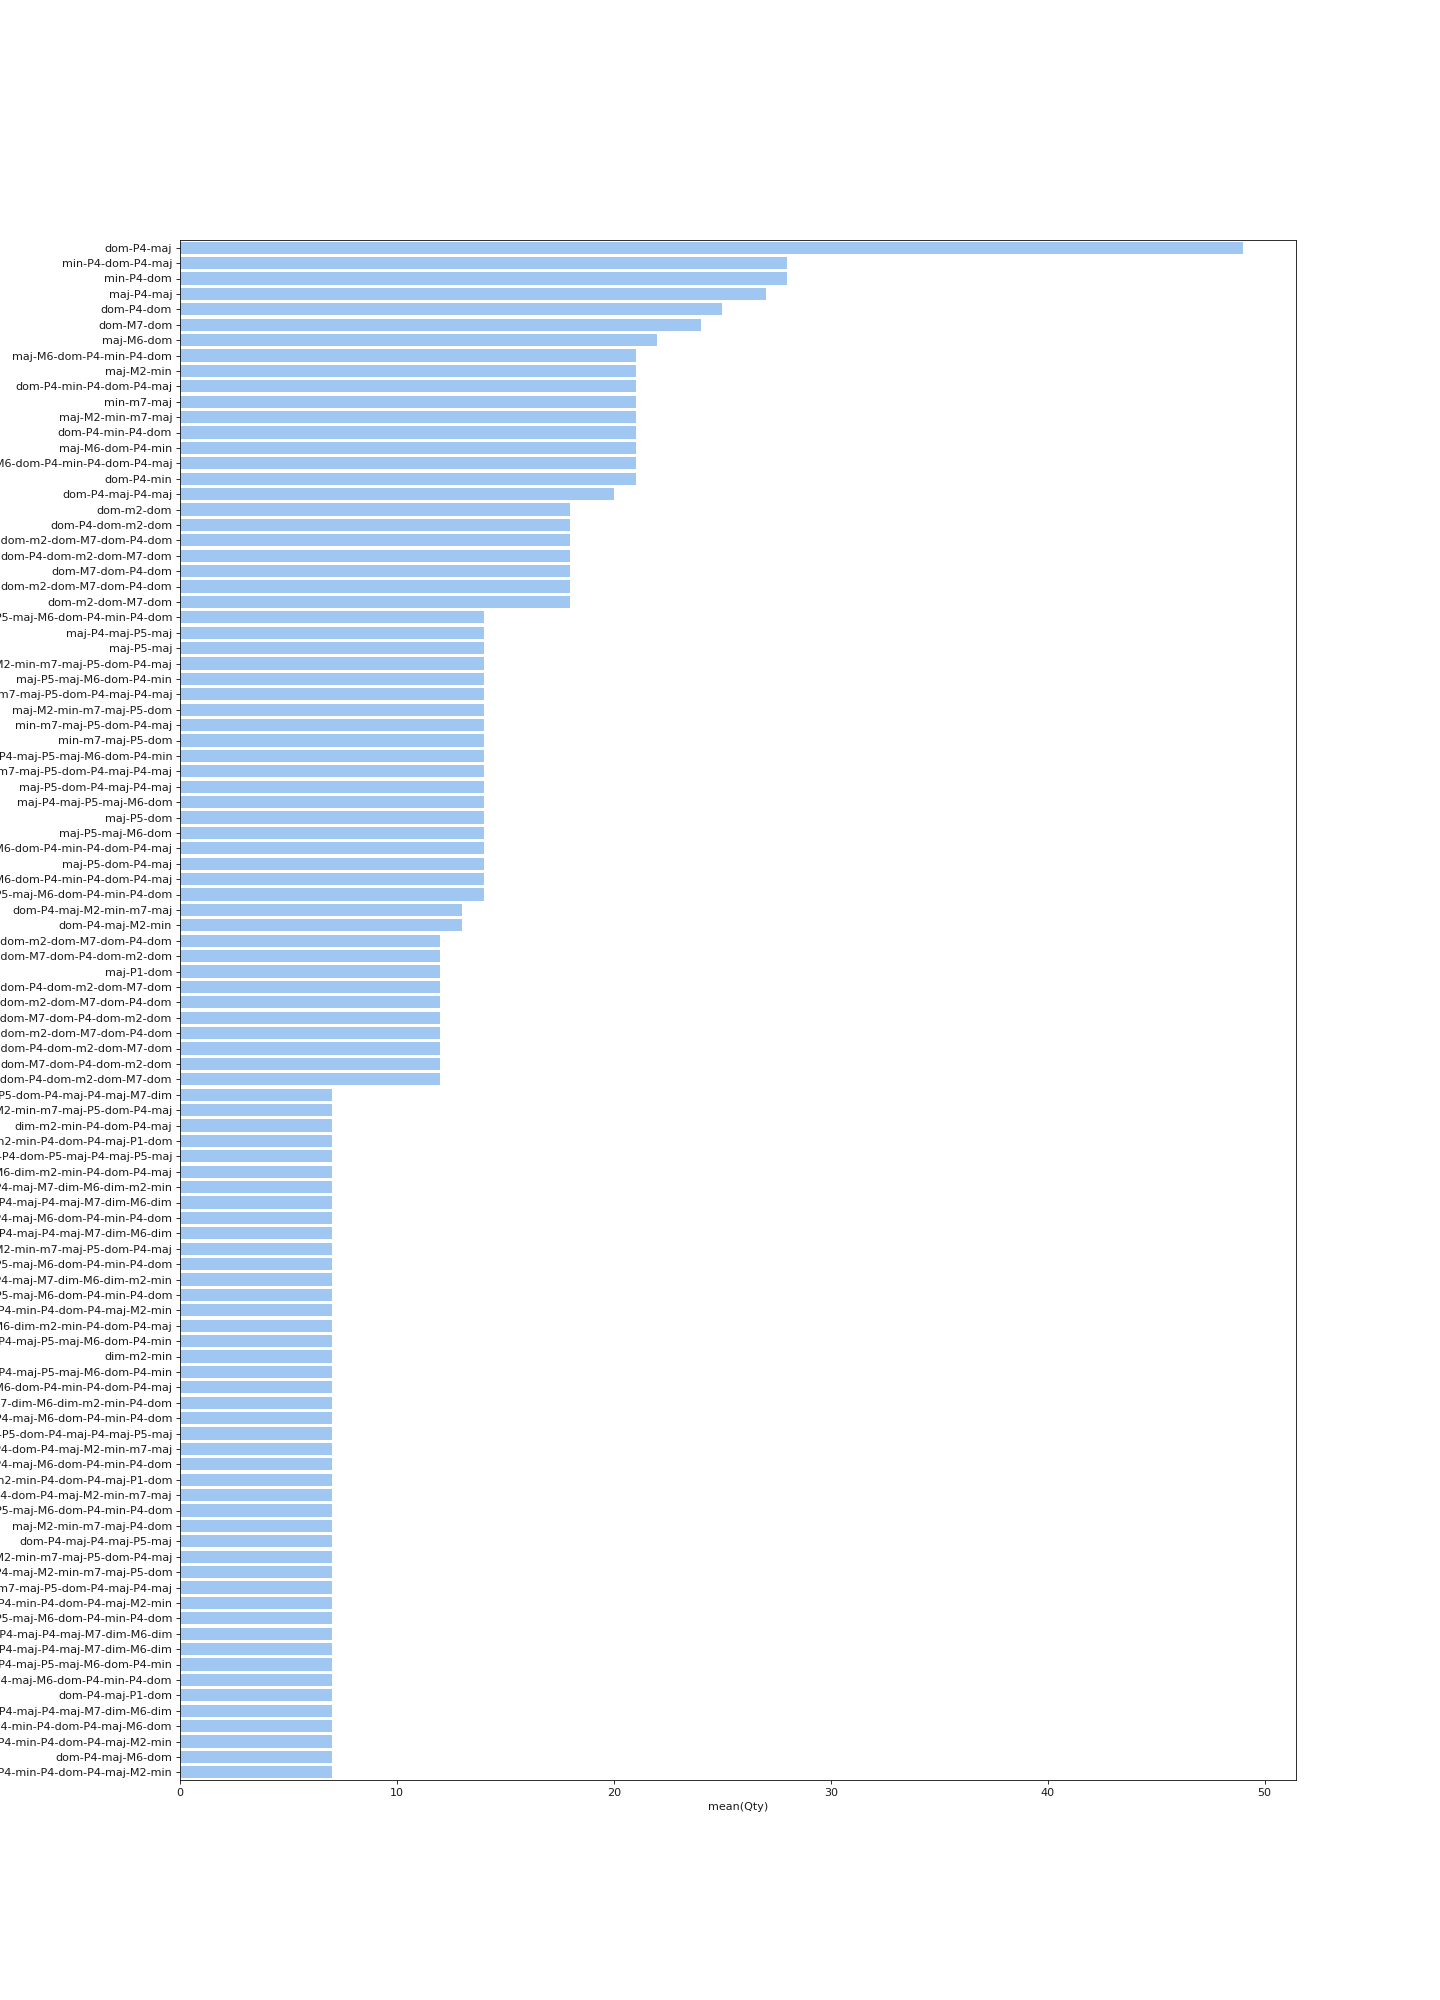 dom-P4-maj
min-P4-dom-P4-maj
min-P4-dom
maj-P4-maj
dom-P4-dom
dom-M7-dom
maj-M6-dom
maj-M6-dom-P4-min-P4-dom
maj-M2-min
dom-P4-min-P4-dom-P4-maj
min-m7-maj
maj-M2-min-m7-maj
dom-P4-min-P4-dom
maj-M6-dom-P4-min
M6-dom-P4-min-P4-dom-P4-maj
dom-P4-min
dom-P4-maj-P4-maj
dom-m2-dom
dom-P4-dom-m2-dom
dom-m2-dom-M7-dom-P4-dom
dom-P4-dom-m2-dom-M7-dom
dom-M7-dom-P4-dom
dom-m2-dom-M7-dom-P4-dom
dom-m2-dom-M7-dom
P5-maj-M6-dom-P4-min-P4-dom
maj-P4-maj-P5-maj
maj-P5-maj
M2-min-m7-maj-P5-dom-P4-maj
maj-P5-maj-M6-dom-P4-min
m7-maj-P5-dom-P4-maj-P4-maj
maj-M2-min-m7-maj-P5-dom
min-m7-maj-P5-dom-P4-maj
min-m7-maj-P5-dom
P4-maj-P5-maj-M6-dom-P4-min
m7-maj-P5-dom-P4-maj-P4-maj
maj-P5-dom-P4-maj-P4-maj
maj-P4-maj-P5-maj-M6-dom
maj-P5-dom
maj-P5-maj-M6-dom
M6-dom-P4-min-P4-dom-P4-maj
maj-P5-dom-P4-maj
M6-dom-P4-min-P4-dom-P4-maj
P5-maj-M6-dom-P4-min-P4-dom
dom-P4-maj-M2-min-m7-maj
dom-P4-maj-M2-min
dom-m2-dom-M7-dom-P4-dom
dom-M7-dom-P4-dom-m2-dom
maj-P1-dom
dom-P4-dom-m2-dom-M7-dom
dom-m2-dom-M7-dom-P4-dom
dom-M7-dom-P4-dom-m2-dom
dom-m2-dom-M7-dom-P4-dom
dom-P4-dom-m2-dom-M7-dom
dom-M7-dom-P4-dom-m2-dom
dom-P4-dom-m2-dom-M7-dom
P5-dom-P4-maj-P4-maj-M7-dim
M2-min-m7-maj-P5-dom-P4-maj
dim-m2-min-P4-dom-P4-maj
m2-min-P4-dom-P4-maj-P1-dom
-P4-dom-P5-maj-P4-maj-P5-maj
M6-dim-m2-min-P4-dom-P4-maj
P4-maj-M7-dim-M6-dim-m2-min
P4-maj-P4-maj-M7-dim-M6-dim
P4-maj-M6-dom-P4-min-P4-dom
P4-maj-P4-maj-M7-dim-M6-dim
M2-min-m7-maj-P5-dom-P4-maj
P5-maj-M6-dom-P4-min-P4-dom
P4-maj-M7-dim-M6-dim-m2-min
P5-maj-M6-dom-P4-min-P4-dom
P4-min-P4-dom-P4-maj-M2-min
M6-dim-m2-min-P4-dom-P4-maj
P4-maj-P5-maj-M6-dom-P4-min
dim-m2-min
P4-maj-P5-maj-M6-dom-P4-min
M6-dom-P4-min-P4-dom-P4-maj
7-dim-M6-dim-m2-min-P4-dom
P4-maj-M6-dom-P4-min-P4-dom
-P5-dom-P4-maj-P4-maj-P5-maj
P4-dom-P4-maj-M2-min-m7-maj
P4-maj-M6-dom-P4-min-P4-dom
m2-min-P4-dom-P4-maj-P1-dom
4-dom-P4-maj-M2-min-m7-maj
P5-maj-M6-dom-P4-min-P4-dom
maj-M2-min-m7-maj-P4-dom
dom-P4-maj-P4-maj-P5-maj
M2-min-m7-maj-P5-dom-P4-maj
P4-maj-M2-min-m7-maj-P5-dom
m7-maj-P5-dom-P4-maj-P4-maj
P4-min-P4-dom-P4-maj-M2-min
P5-maj-M6-dom-P4-min-P4-dom
P4-maj-P4-maj-M7-dim-M6-dim
P4-maj-P4-maj-M7-dim-M6-dim
P4-maj-P5-maj-M6-dom-P4-min
4-maj-M6-dom-P4-min-P4-dom
dom-P4-maj-P1-dom
P4-maj-P4-maj-M7-dim-M6-dim
4-min-P4-dom-P4-maj-M6-dom
P4-min-P4-dom-P4-maj-M2-min
dom-P4-maj-M6-dom
P4-min-P4-dom-P4-maj-M2-min
0 10 20 30 40 50
mean(Qty)